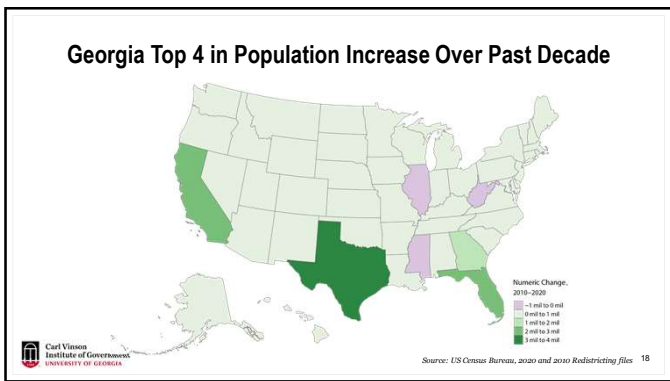 Georgia Top 4 in Population Increase Over Past Decade
Numeric Change,
2010–2020
−1 mil to 0 mil
0 mil to 1 mil
1 mil to 2 mil
2 mil to 3 mil
3 mil to 4 mil
Carl Vinson
Institute of Government
UNIVERSITY OF GEORGIA
Source: US Census Bureau, 2020 and 2010 Redistricting files
18